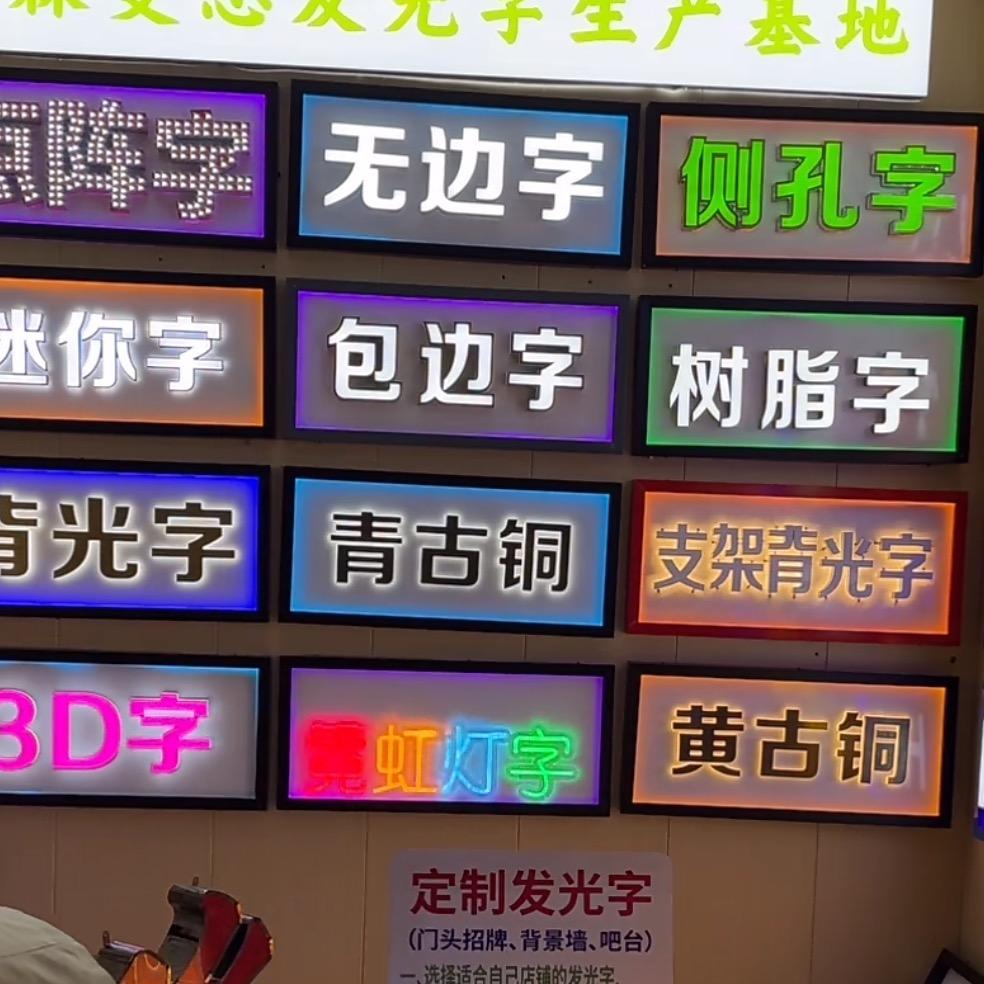 发光字生产基地
点阵字
无边字
侧孔字
迷你字
包边字
树脂字
背光字
青古铜
支架背光字
3D字
霓虹灯字
黄古铜
定制发光字
(门头招牌、背景墙、吧台)
一、选择适合自己店铺的发光字,